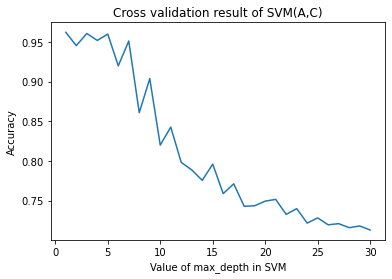 Cross validation result of SVM(A,C)
Accuracy
0.95
0.90
0.85
0.80
0.75
0 5 10 15 20 25 30
Value of max_depth in SVM